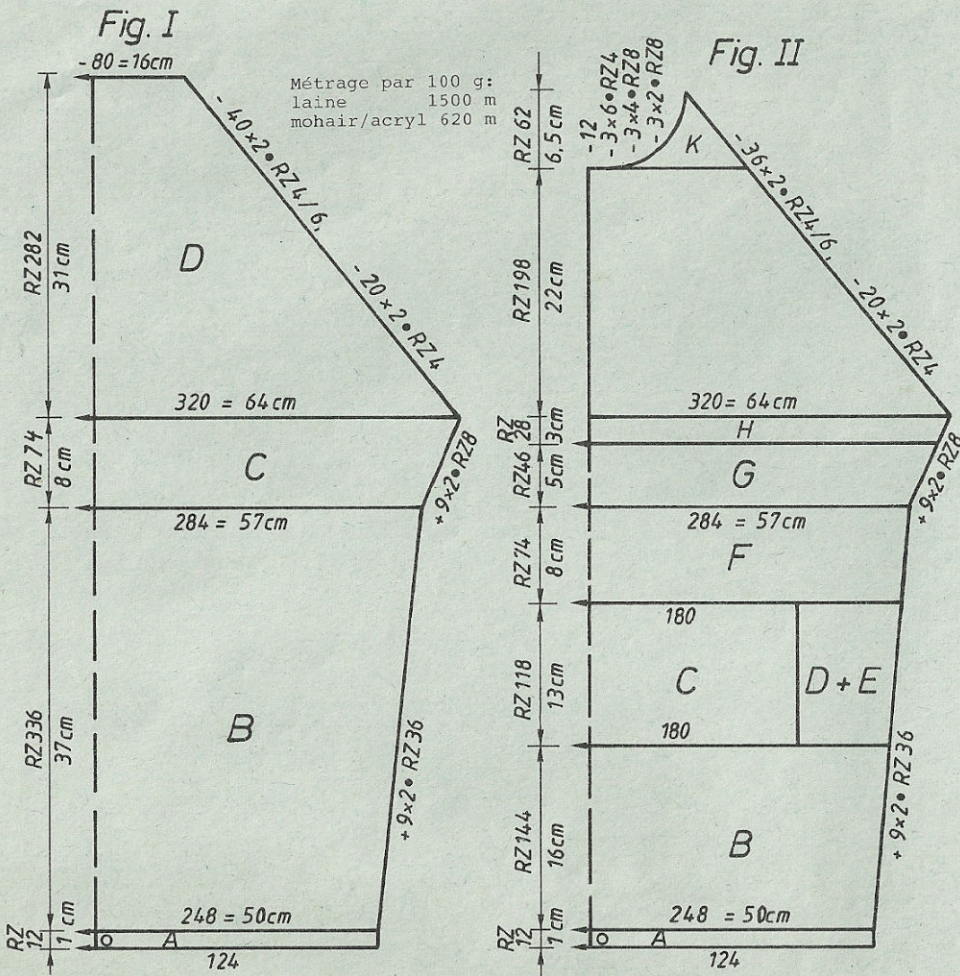 Fig. I
- 80 = 16cm
Métrage par 100 g:
laine 1500 m
mohair/acryl 620 m
- 40×2•RZ4/6,
- 20×2•RZ4
D
RZ282
31cm
320 = 64cm
RZ74
8cm
C
+ 9×2•RZ8
284 = 57cm
RZ336
37cm
B
+ 9×2•RZ36
248 = 50cm
RZ
12
1cm
O
A
124
Fig. II
- 12
- 3×6•RZ4
- 3×4•RZ8
- 3×2•RZ8
RZ62
6,5cm
K
- 36×2•RZ4/6,
- 20×2•RZ4
RZ198
22cm
320 = 64cm
RZ
28
3cm
H
RZ46
5cm
G
+ 9×2•RZ8
284 = 57cm
RZ74
8cm
F
180
RZ118
13cm
C
D + E
180
+ 9×2•RZ36
RZ144
16cm
B
248 = 50cm
RZ
12
1cm
O
A
124